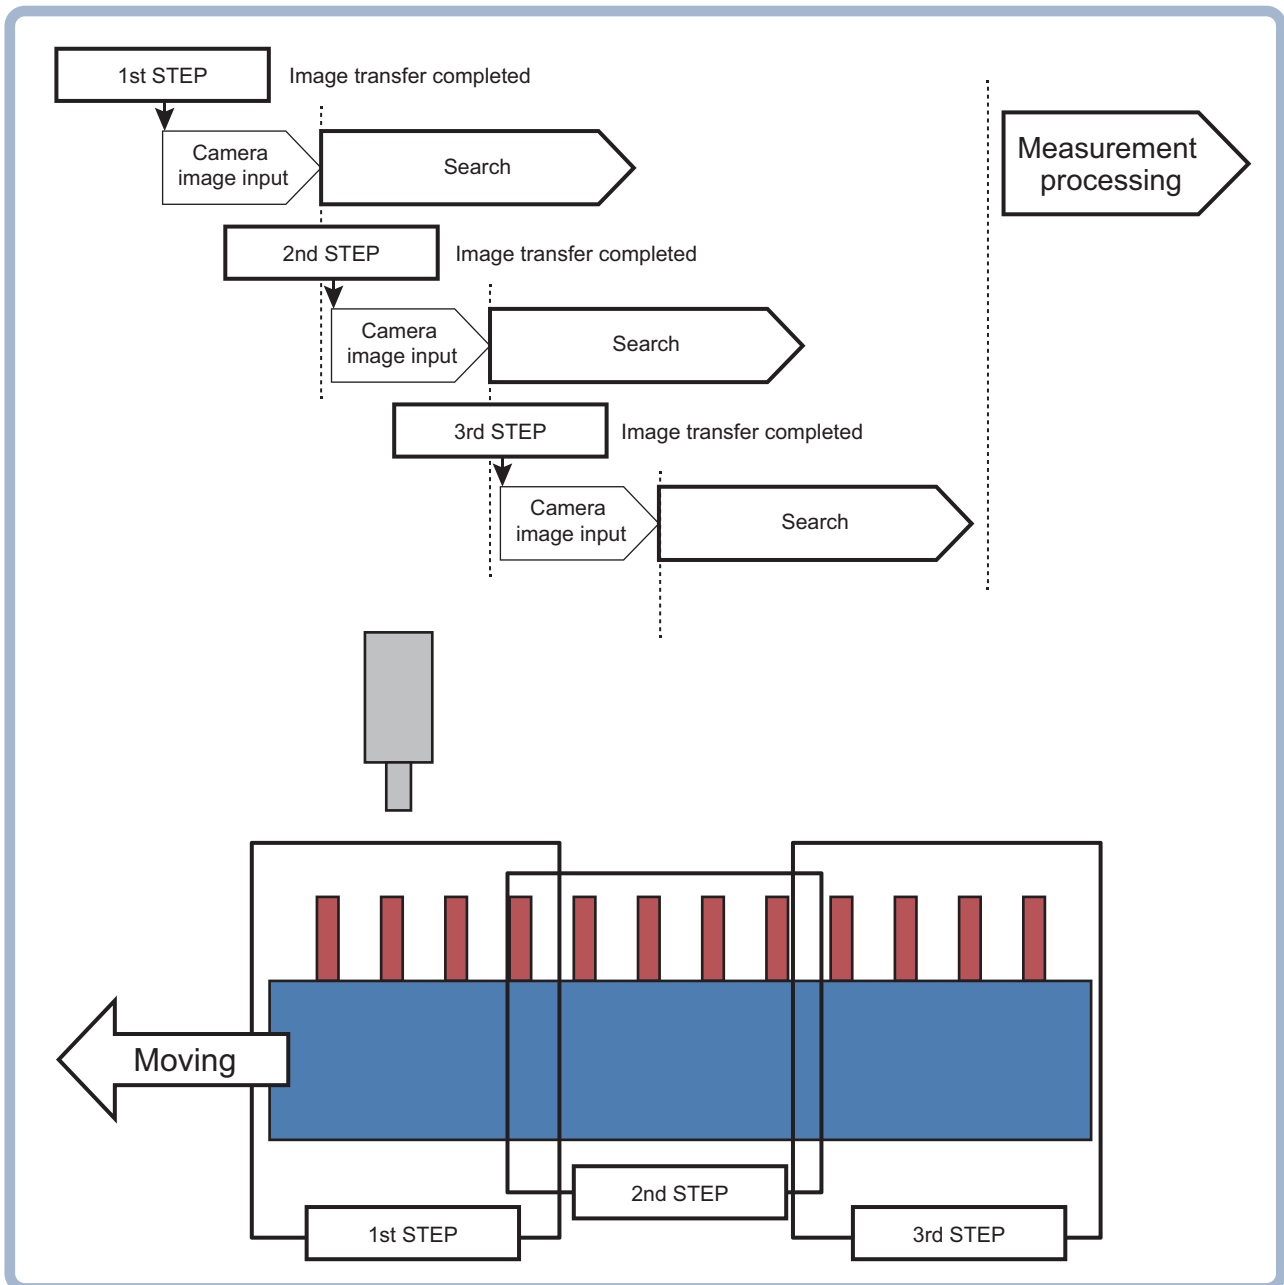 1st STEP
Image transfer completed
Camera
image input
Search
Measurement
processing
2nd STEP
Image transfer completed
Camera
image input
Search
3rd STEP
Image transfer completed
Camera
image input
Search
Moving
2nd STEP
1st STEP
3rd STEP